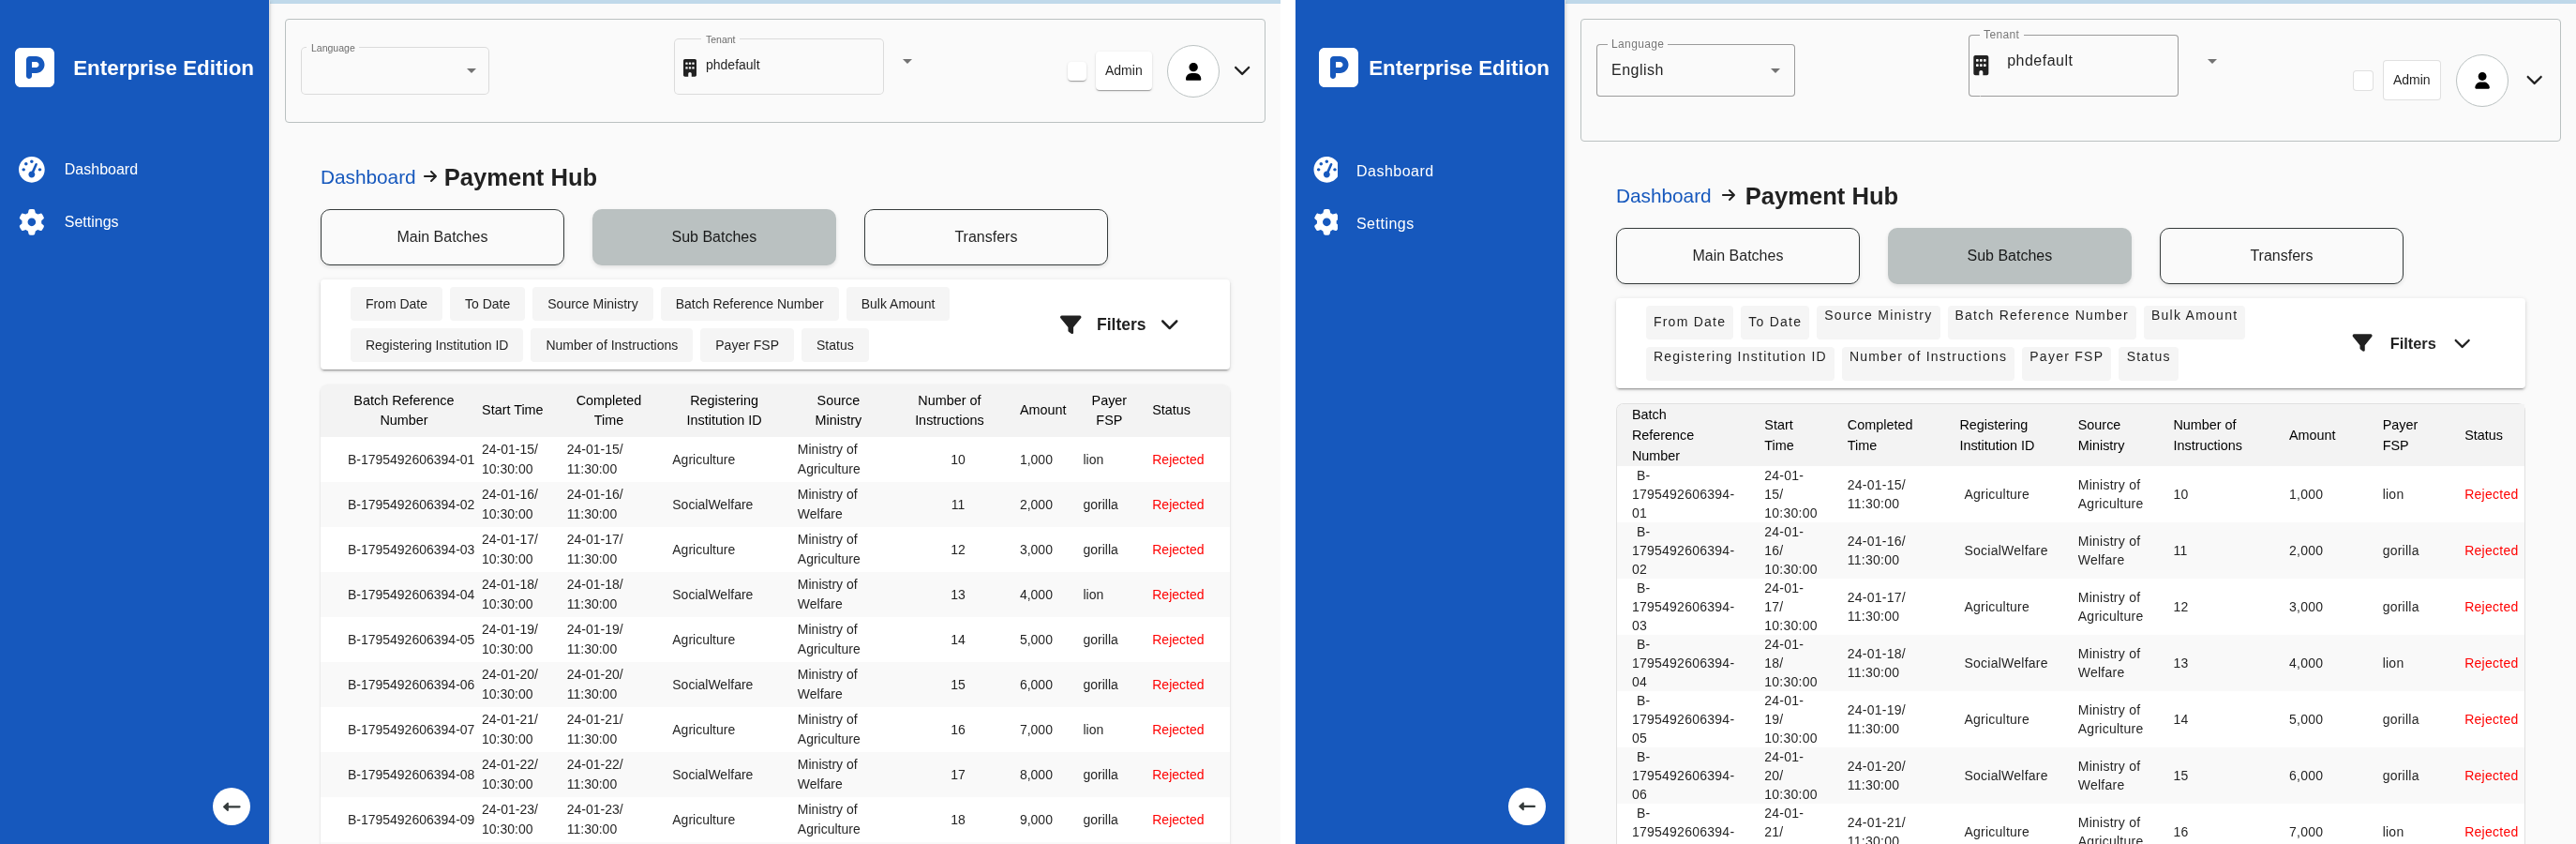 Enterprise Edition
Dashboard
Settings
Language
Tenant
phdefault
Admin
Dashboard → Payment Hub
Main Batches
Sub Batches
Transfers
From Date
To Date
Source Ministry
Batch Reference Number
Bulk Amount
Registering Institution ID
Number of Instructions
Payer FSP
Status
Filters
Batch Reference Number Start Time Completed Time Registering Institution ID Source Ministry Number of Instructions Amount Payer FSP Status
B-1795492606394-01 24-01-15/ 10:30:00 24-01-15/ 11:30:00 Agriculture Ministry of Agriculture 10 1,000 lion Rejected
B-1795492606394-02 24-01-16/ 10:30:00 24-01-16/ 11:30:00 SocialWelfare Ministry of Welfare 11 2,000 gorilla Rejected
B-1795492606394-03 24-01-17/ 10:30:00 24-01-17/ 11:30:00 Agriculture Ministry of Agriculture 12 3,000 gorilla Rejected
B-1795492606394-04 24-01-18/ 10:30:00 24-01-18/ 11:30:00 SocialWelfare Ministry of Welfare 13 4,000 lion Rejected
B-1795492606394-05 24-01-19/ 10:30:00 24-01-19/ 11:30:00 Agriculture Ministry of Agriculture 14 5,000 gorilla Rejected
B-1795492606394-06 24-01-20/ 10:30:00 24-01-20/ 11:30:00 SocialWelfare Ministry of Welfare 15 6,000 gorilla Rejected
B-1795492606394-07 24-01-21/ 10:30:00 24-01-21/ 11:30:00 Agriculture Ministry of Agriculture 16 7,000 lion Rejected
B-1795492606394-08 24-01-22/ 10:30:00 24-01-22/ 11:30:00 SocialWelfare Ministry of Welfare 17 8,000 gorilla Rejected
B-1795492606394-09 24-01-23/ 10:30:00 24-01-23/ 11:30:00 Agriculture Ministry of Agriculture 18 9,000 gorilla Rejected
Enterprise Edition
Dashboard
Settings
Language
English
Tenant
phdefault
Admin
Dashboard → Payment Hub
Main Batches
Sub Batches
Transfers
From Date
To Date
Source Ministry
Batch Reference Number
Bulk Amount
Registering Institution ID
Number of Instructions
Payer FSP
Status
Filters
Batch Reference Number Start Time Completed Time Registering Institution ID Source Ministry Number of Instructions Amount Payer FSP Status
B-1795492606394-01 24-01-15/ 10:30:00 24-01-15/ 11:30:00 Agriculture Ministry of Agriculture 10 1,000 lion Rejected
B-1795492606394-02 24-01-16/ 10:30:00 24-01-16/ 11:30:00 SocialWelfare Ministry of Welfare 11 2,000 gorilla Rejected
B-1795492606394-03 24-01-17/ 10:30:00 24-01-17/ 11:30:00 Agriculture Ministry of Agriculture 12 3,000 gorilla Rejected
B-1795492606394-04 24-01-18/ 10:30:00 24-01-18/ 11:30:00 SocialWelfare Ministry of Welfare 13 4,000 lion Rejected
B-1795492606394-05 24-01-19/ 10:30:00 24-01-19/ 11:30:00 Agriculture Ministry of Agriculture 14 5,000 gorilla Rejected
B-1795492606394-06 24-01-20/ 10:30:00 24-01-20/ 11:30:00 SocialWelfare Ministry of Welfare 15 6,000 gorilla Rejected
B-1795492606394- 24-01-21/ 24-01-21/ 11:30:00 Agriculture Ministry of Agriculture 16 7,000 lion Rejected